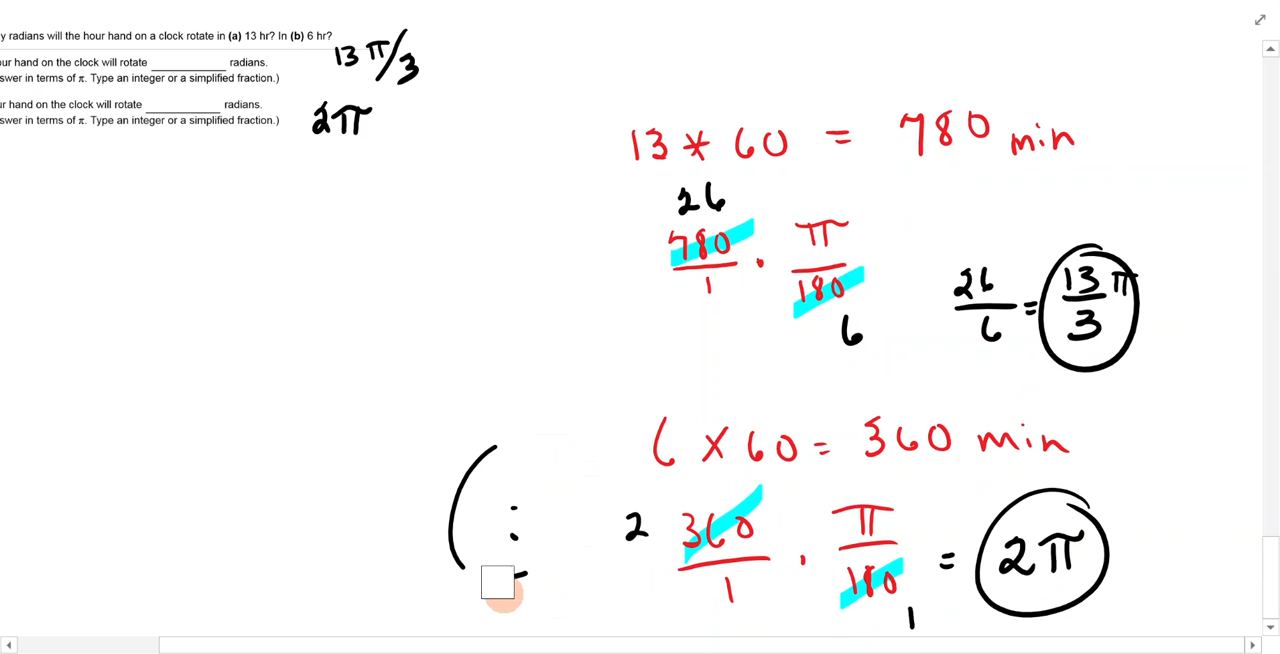 y radians will the hour hand on a clock rotate in (a) 13 hr? In (b) 6 hr?
our hand on the clock will rotate ____________ radians. 13 π/3
swer in terms of π. Type an integer or a simplified fraction.)
ur hand on the clock will rotate ____________ radians.
swer in terms of π. Type an integer or a simplified fraction.) 2π
13 * 60 = 780 min
26
780/1 · π/180
6
26/6 = 13/3 π
6 x 60 = 360 min
2 360/1 · π/180 = 2π
1